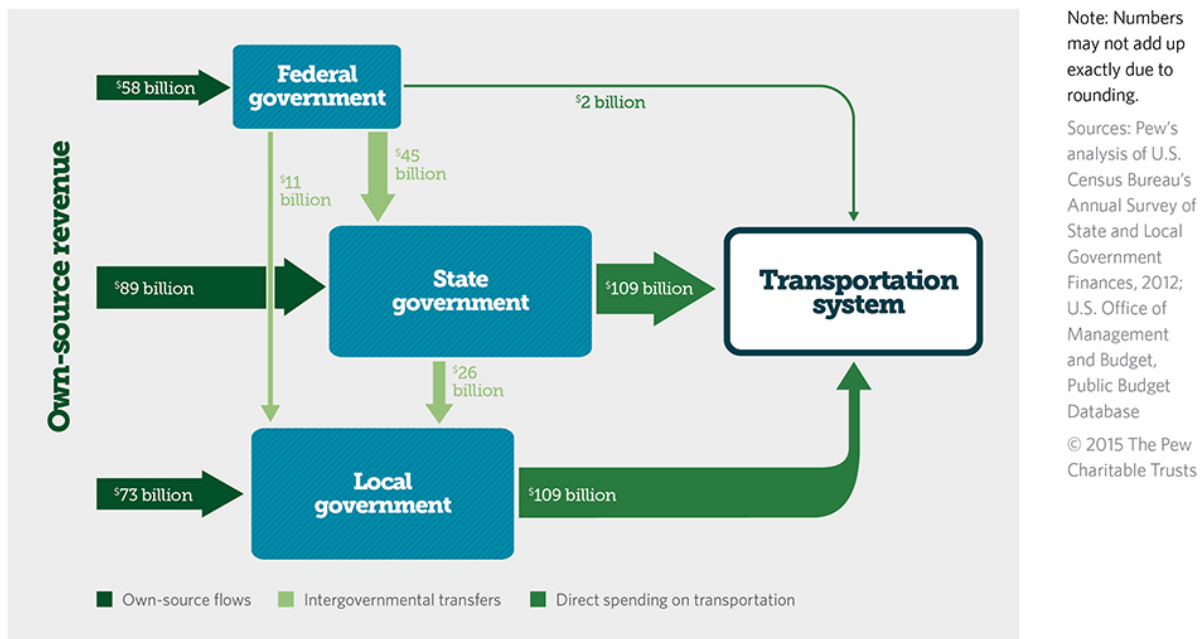 Own-source revenue
$58 billion
Federal
government
$2 billion
$11
billion
$45
billion
$89 billion
State
government
$109 billion
Transportation
system
$26
billion
$73 billion
Local
government
$109 billion
Own-source flows
Intergovernmental transfers
Direct spending on transportation
Note: Numbers
may not add up
exactly due to
rounding.
Sources: Pew's
analysis of U.S.
Census Bureau's
Annual Survey of
State and Local
Government
Finances, 2012;
U.S. Office of
Management
and Budget,
Public Budget
Database
© 2015 The Pew
Charitable Trusts